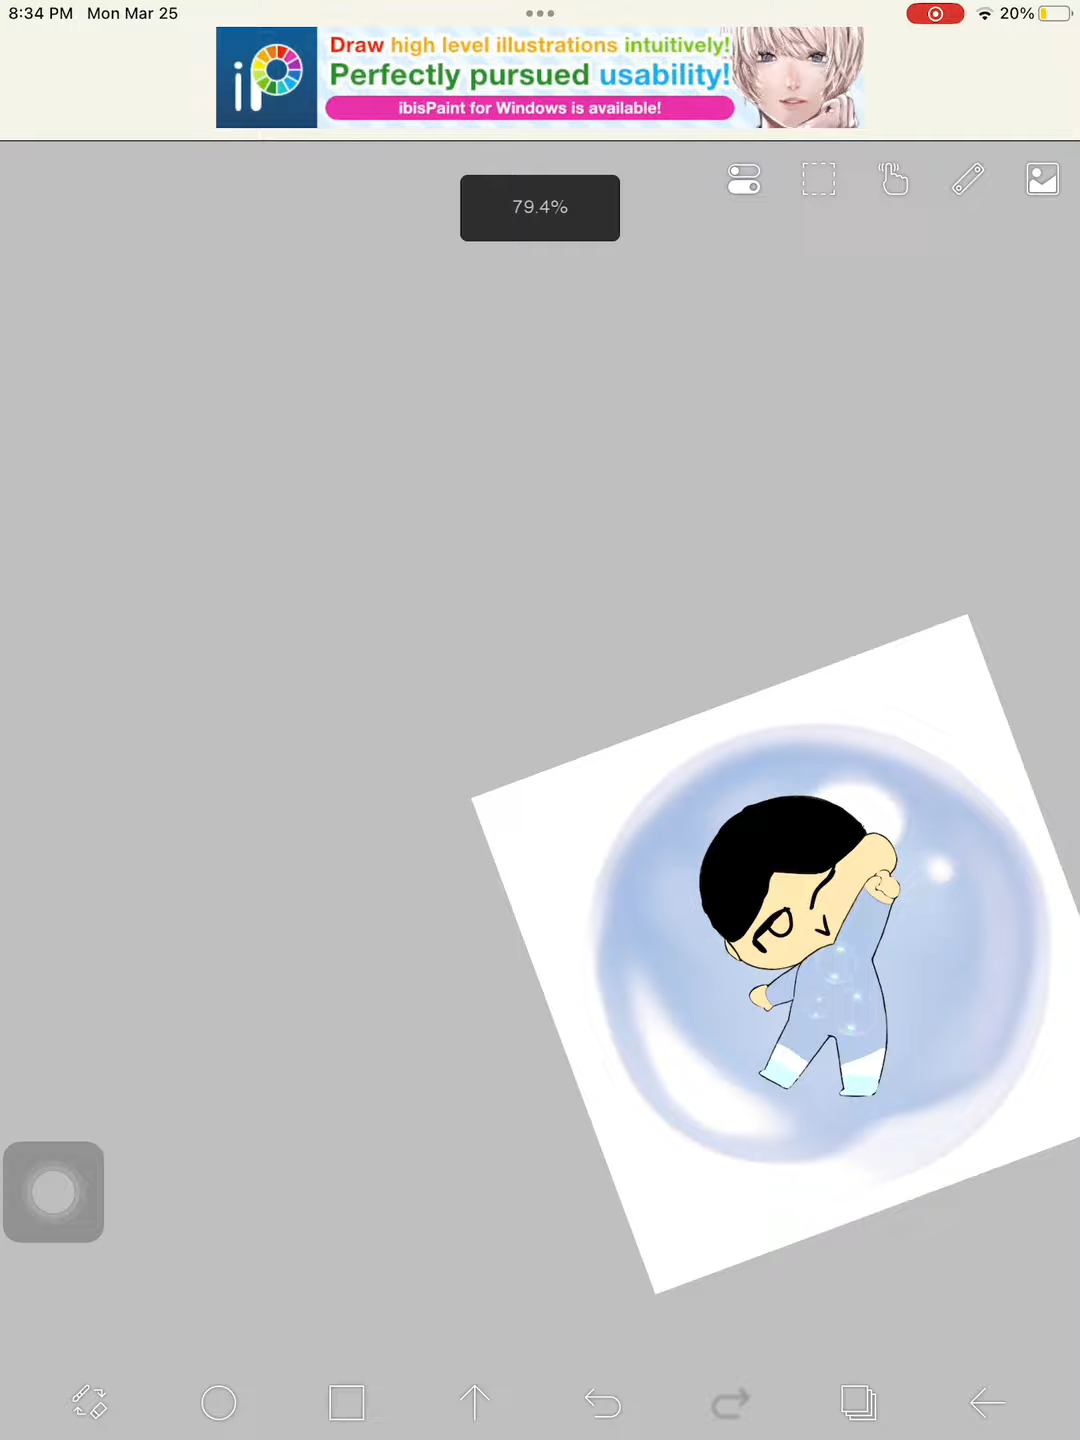 8:34 PM Mon Mar 25
20%
iP
Draw high level illustrations intuitively!
Perfectly pursued usability!
ibisPaint for Windows is available!
79.4%